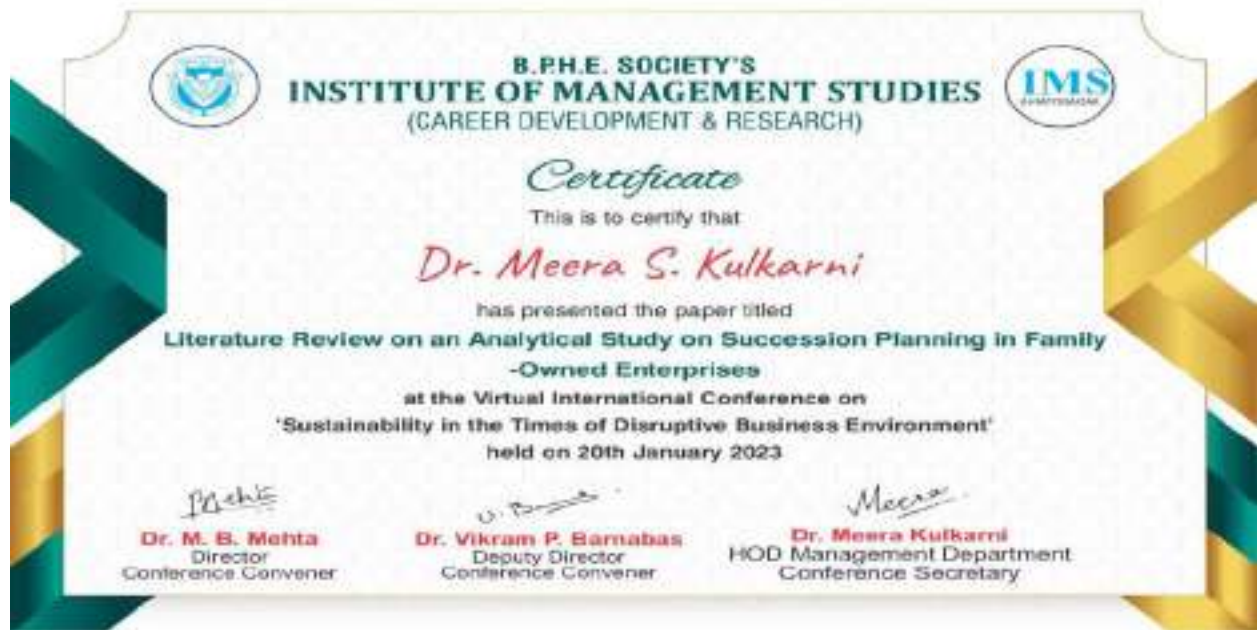 B.P.H.E. SOCIETY'S
INSTITUTE OF MANAGEMENT STUDIES
(CAREER DEVELOPMENT & RESEARCH)
IMS
Certificate
This is to certify that
Dr. Meera S. Kulkarni
has presented the paper titled
Literature Review on an Analytical Study on Succession Planning in Family
-Owned Enterprises
at the Virtual International Conference on
'Sustainability in the Times of Disruptive Business Environment'
held on 20th January 2023
Meera
Dr. M. B. Mehta
Director
Conference Convener
Dr. Vikram P. Barnabas
Deputy Director
Conference Convener
Dr. Meera Kulkarni
HOD Management Department
Conference Secretary